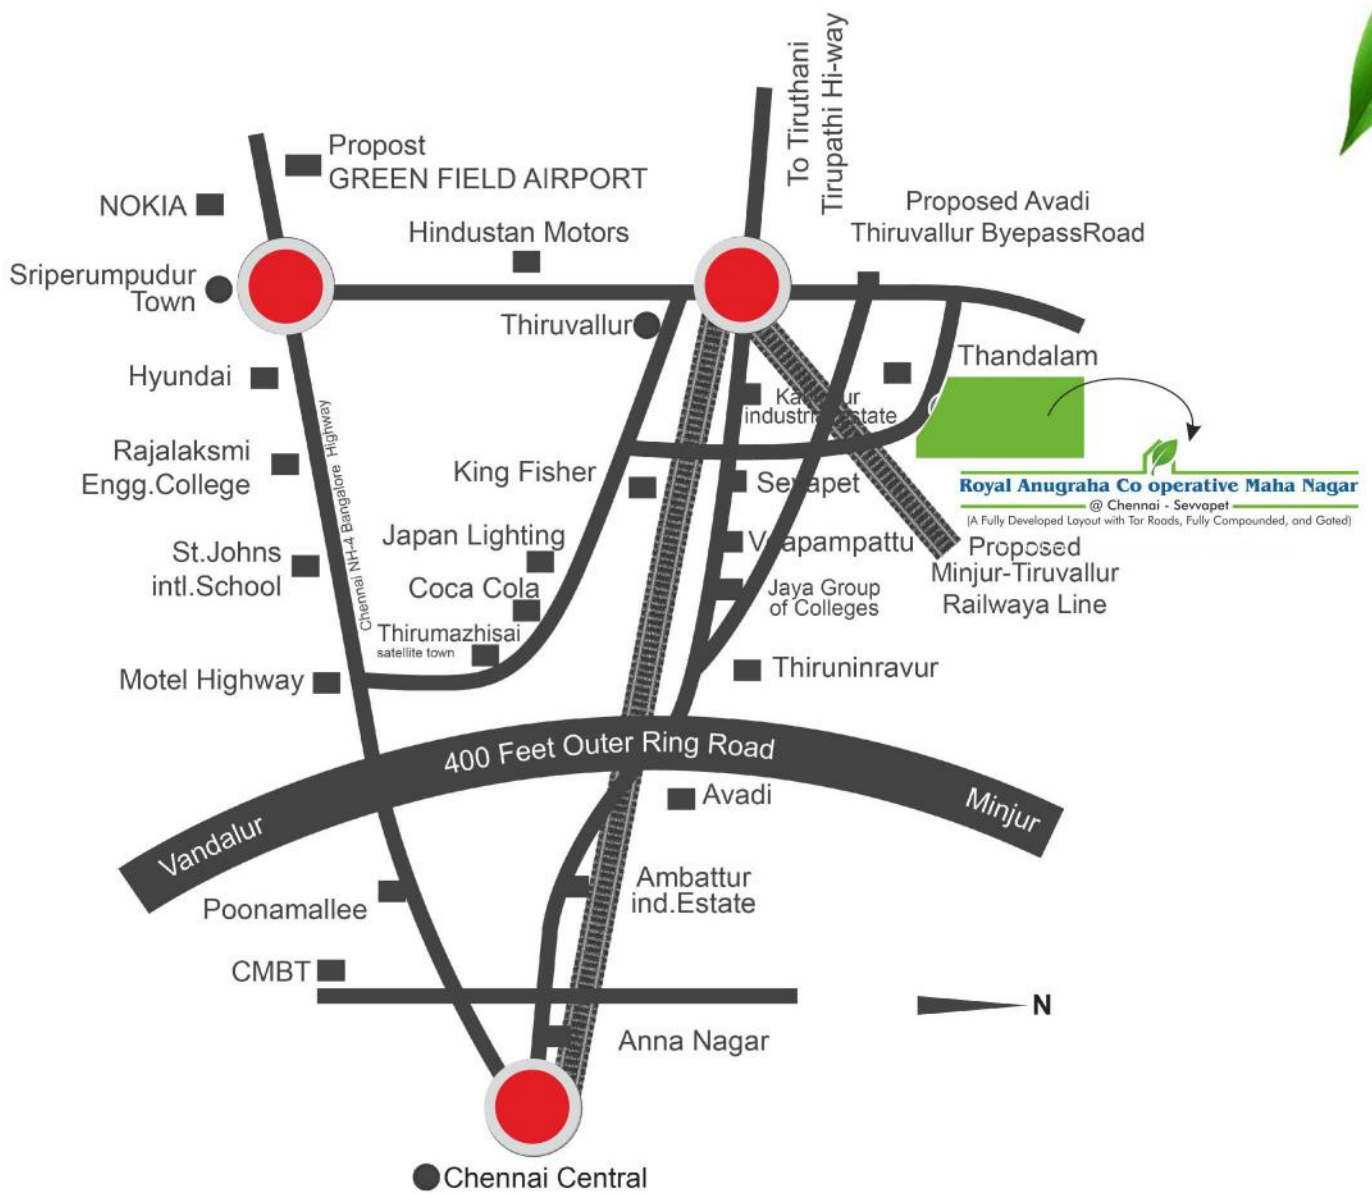 To Tiruthani
Tirupathi Hi-way
Propost
GREEN FIELD AIRPORT
NOKIA
Hindustan Motors
Proposed Avadi
Thiruvallur ByepassRoad
Sriperumpudur
Town
Thiruvallur
Hyundai
Thandalam
industrial Estate
Chennai NH-4 Bangalore Highway
Rajalaksmi
Engg.College
King Fisher
Sevapet
Royal Anugraha Co operative Maha Nagar
@ Chennai - Sevvapet
(A Fully Developed Layout with Tar Roads, Fully Compounded, and Gated)
St.Johns
intl.School
Japan Lighting
Coca Cola
Thirumazhisai
satellite town
Jaya Group
of Colleges
Proposed
Minjur-Tiruvallur
Railwaya Line
Motel Highway
Thiruninravur
400 Feet Outer Ring Road
Vandalur
Minjur
Avadi
Poonamallee
Ambattur
ind.Estate
CMBT
N
Anna Nagar
Chennai Central